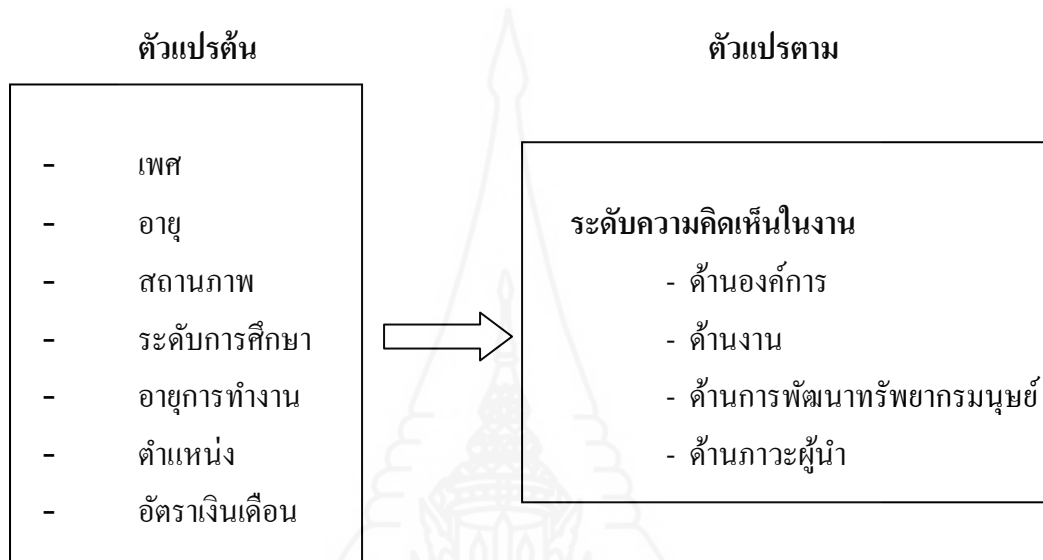 ตัวแปรต้น
- เพศ
- อายุ
- สถานภาพ
- ระดับการศึกษา
- อายุการทำงาน
- ตำแหน่ง
- อัตราเงินเดือน
ตัวแปรตาม
ระดับความคิดเห็นในงาน
- ด้านองค์การ
- ด้านงาน
- ด้านการพัฒนาทรัพยากรมนุษย์
- ด้านภาวะผู้นำ